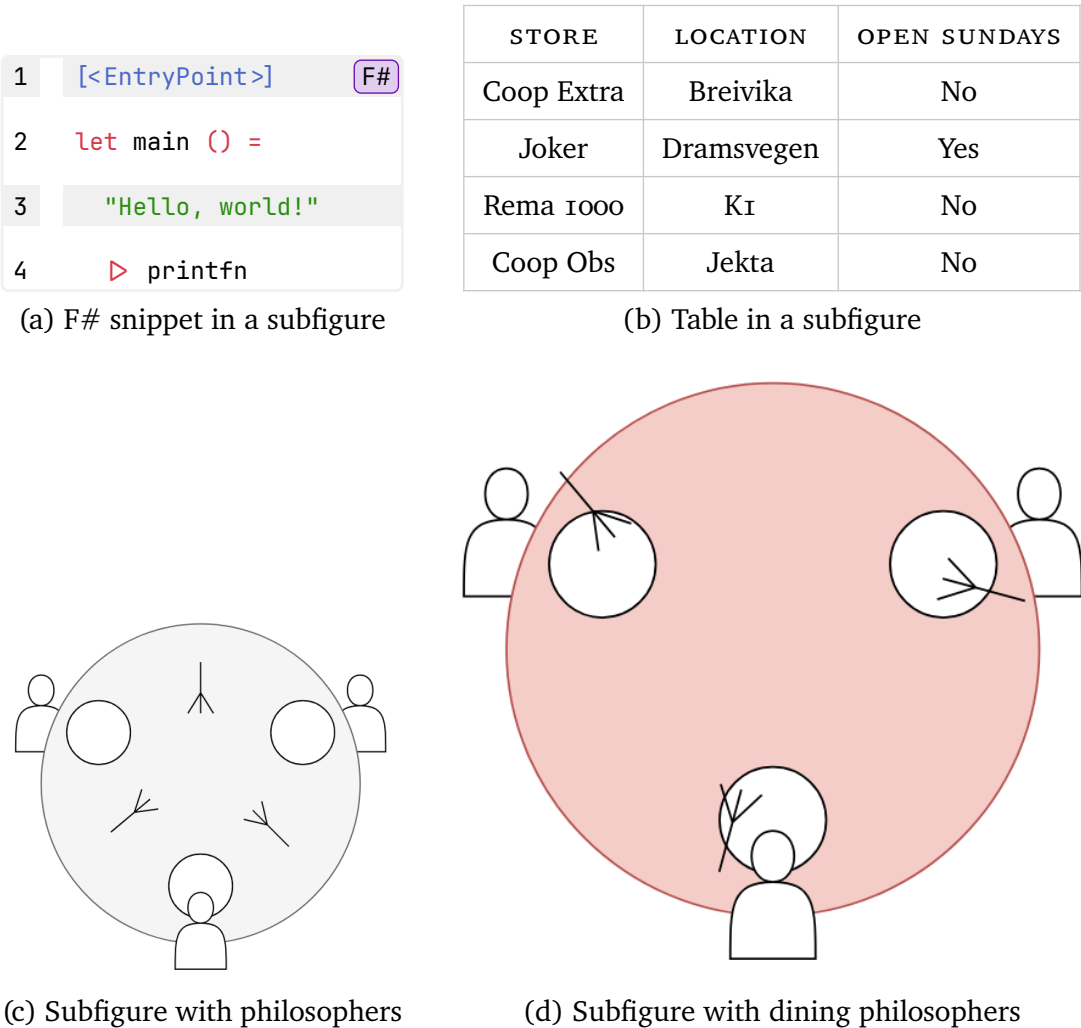 1 [<EntryPoint>] F#
2 let main () =
3 "Hello, world!"
4 |> printfn
(a) F# snippet in a subfigure
STORE LOCATION OPEN SUNDAYS
Coop Extra Breivika No
Joker Dramsvegen Yes
Rema 1000 K1 No
Coop Obs Jekta No
(b) Table in a subfigure
(c) Subfigure with philosophers
(d) Subfigure with dining philosophers